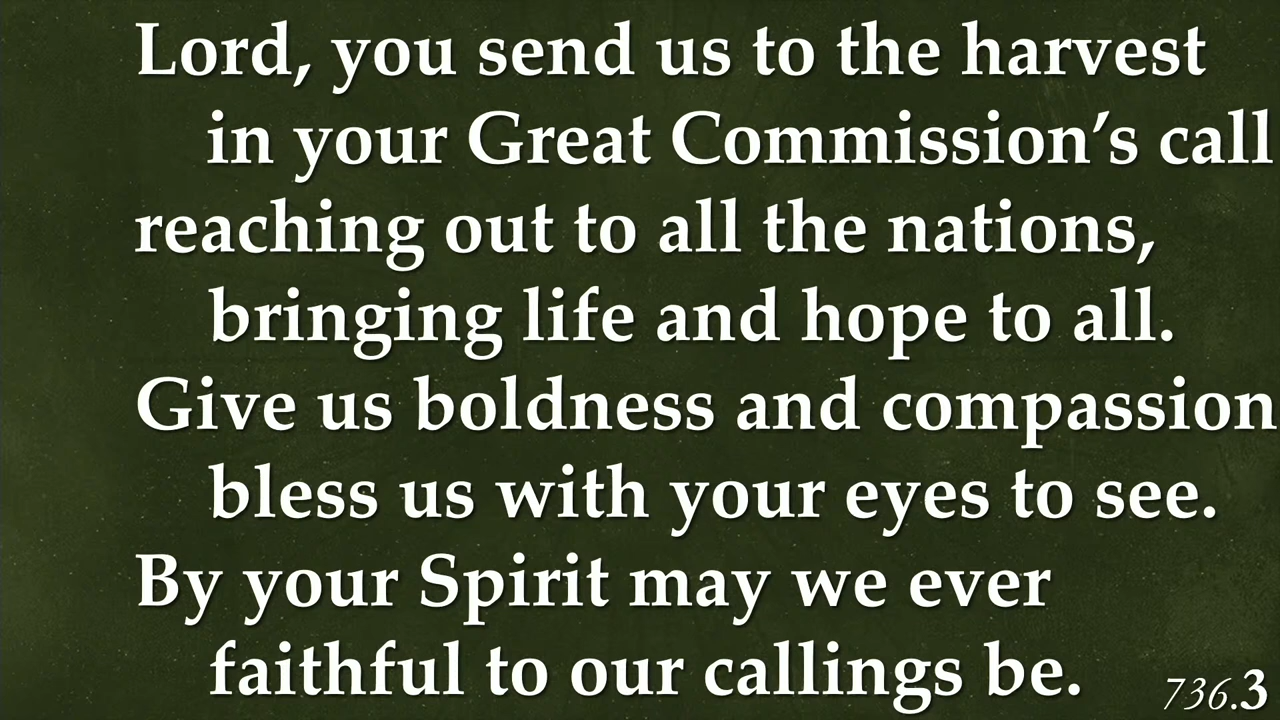 Lord, you send us to the harvest
in your Great Commission’s call
reaching out to all the nations,
bringing life and hope to all.
Give us boldness and compassion
bless us with your eyes to see.
By your Spirit may we ever
faithful to our callings be.
736.3